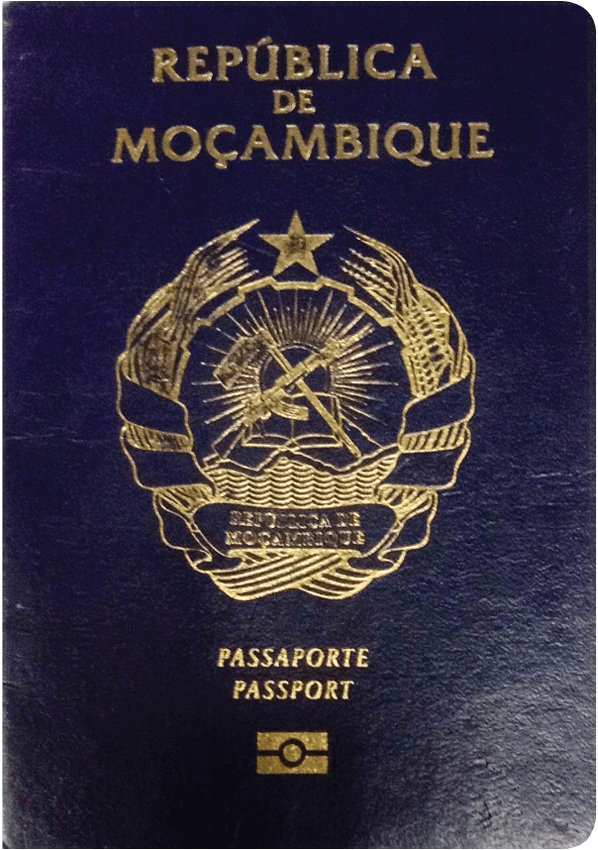 REPÚBLICA
DE
MOÇAMBIQUE
REPÚBLICA DE
MOÇAMBIQUE
PASSAPORTE
PASSPORT